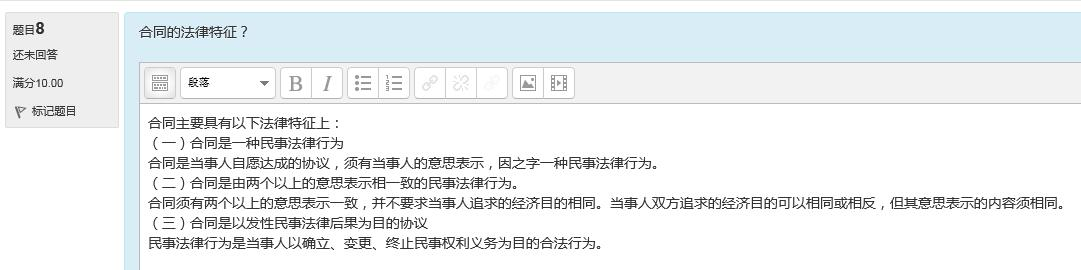 题目8
还未回答
满分10.00
标记题目
合同的法律特征？
段落
B I
合同主要具有以下法律特征上：
（一）合同是一种民事法律行为
合同是当事人自愿达成的协议，须有当事人的意思表示，因之字一种民事法律行为。
（二）合同是由两个以上的意思表示相一致的民事法律行为。
合同须有两个以上的意思表示一致，并不要求当事人追求的经济目的相同。当事人双方追求的经济目的可以相同或相反，但其意思表示的内容须相同。
（三）合同是以发性民事法律后果为目的协议
民事法律行为是当事人以确立、变更、终止民事权利义务为目的合法行为。